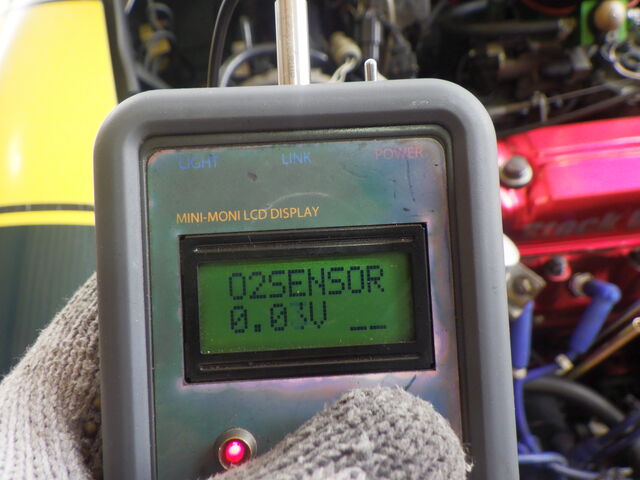 LIGHT LINK POWER
MINI-MONI LCD DISPLAY
O2SENSOR
0.03V __